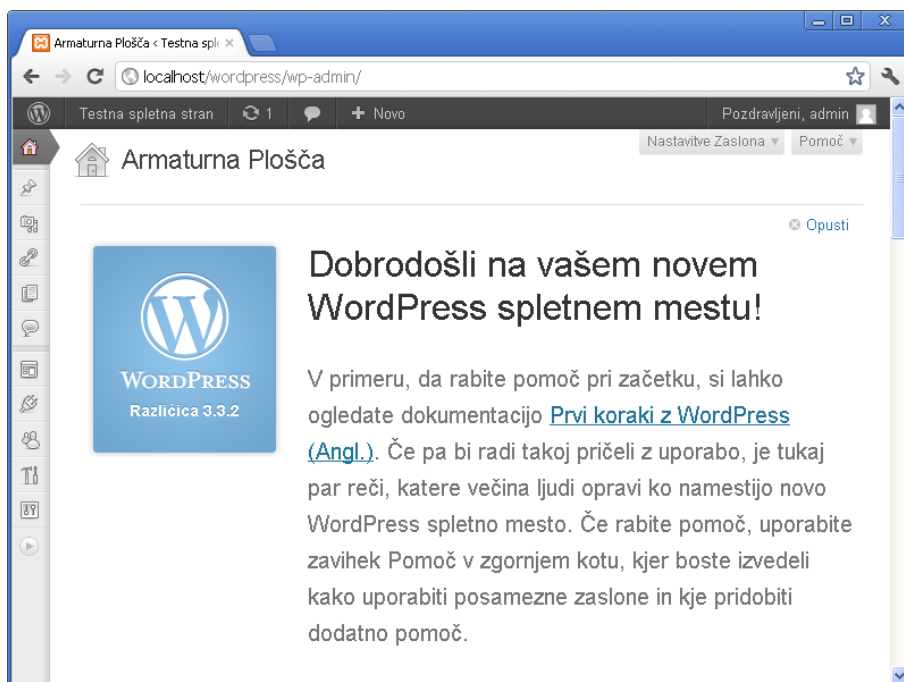 Armaturna Plošča < Testna sple
localhost/wordpress/wp-admin/
Testna spletna stran 1 Novo Pozdravljeni, admin
Nastavitve Zaslona Pomoč
Armaturna Plošča
Opusti
Dobrodošli na vašem novem
WordPress spletnem mestu!
WORDPRESS
Različica 3.3.2
V primeru, da rabite pomoč pri začetku, si lahko
ogledate dokumentacijo Prvi koraki z WordPress
(Angl.). Če pa bi radi takoj pričeli z uporabo, je tukaj
par reči, katere večina ljudi opravi ko namestijo novo
WordPress spletno mesto. Če rabite pomoč, uporabite
zavihek Pomoč v zgornjem kotu, kjer boste izvedeli
kako uporabiti posamezne zaslone in kje pridobiti
dodatno pomoč.